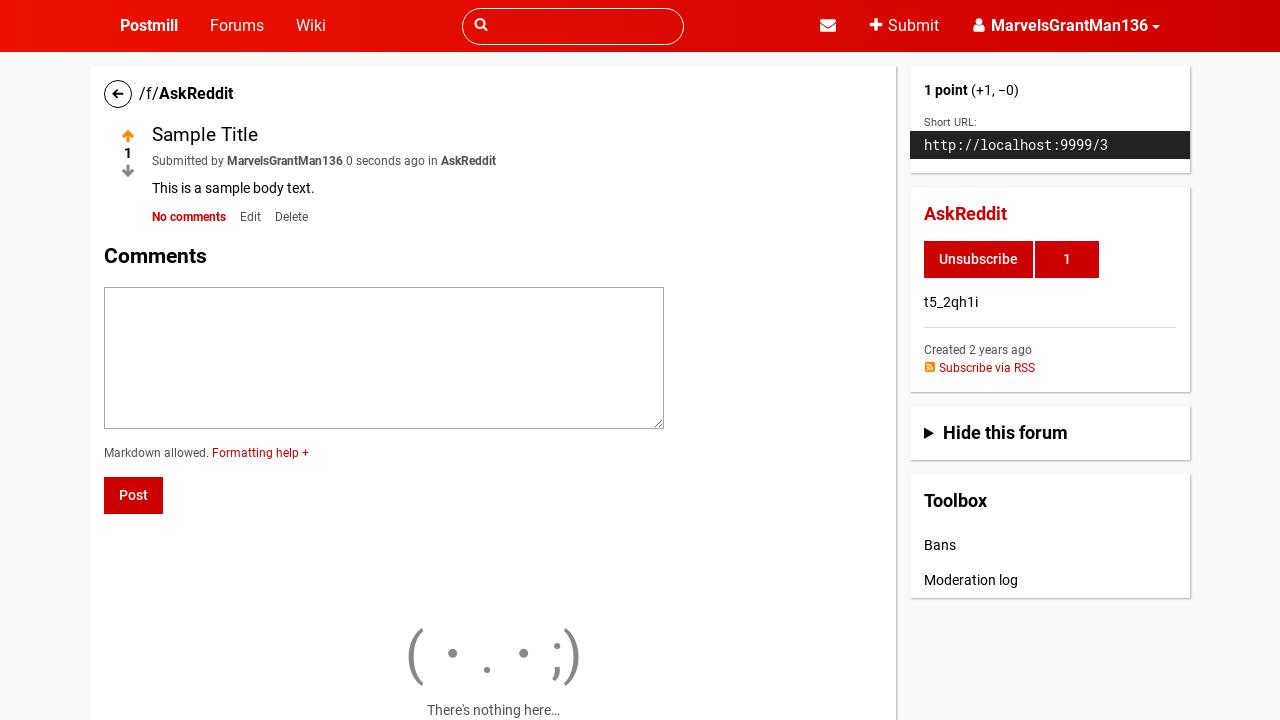 Postmill
Forums
Wiki
Submit
MarvelsGrantMan136
/f/AskReddit
1
Sample Title
Submitted by MarvelsGrantMan136 0 seconds ago in AskReddit
This is a sample body text.
No comments Edit Delete
Comments
Markdown allowed. Formatting help +
Post
( · . · ;)
There's nothing here…
1 point (+1, −0)
Short URL:
http://localhost:9999/3
AskReddit
Unsubscribe 1
t5_2qh1i
Created 2 years ago
Subscribe via RSS
Hide this forum
Toolbox
Bans
Moderation log